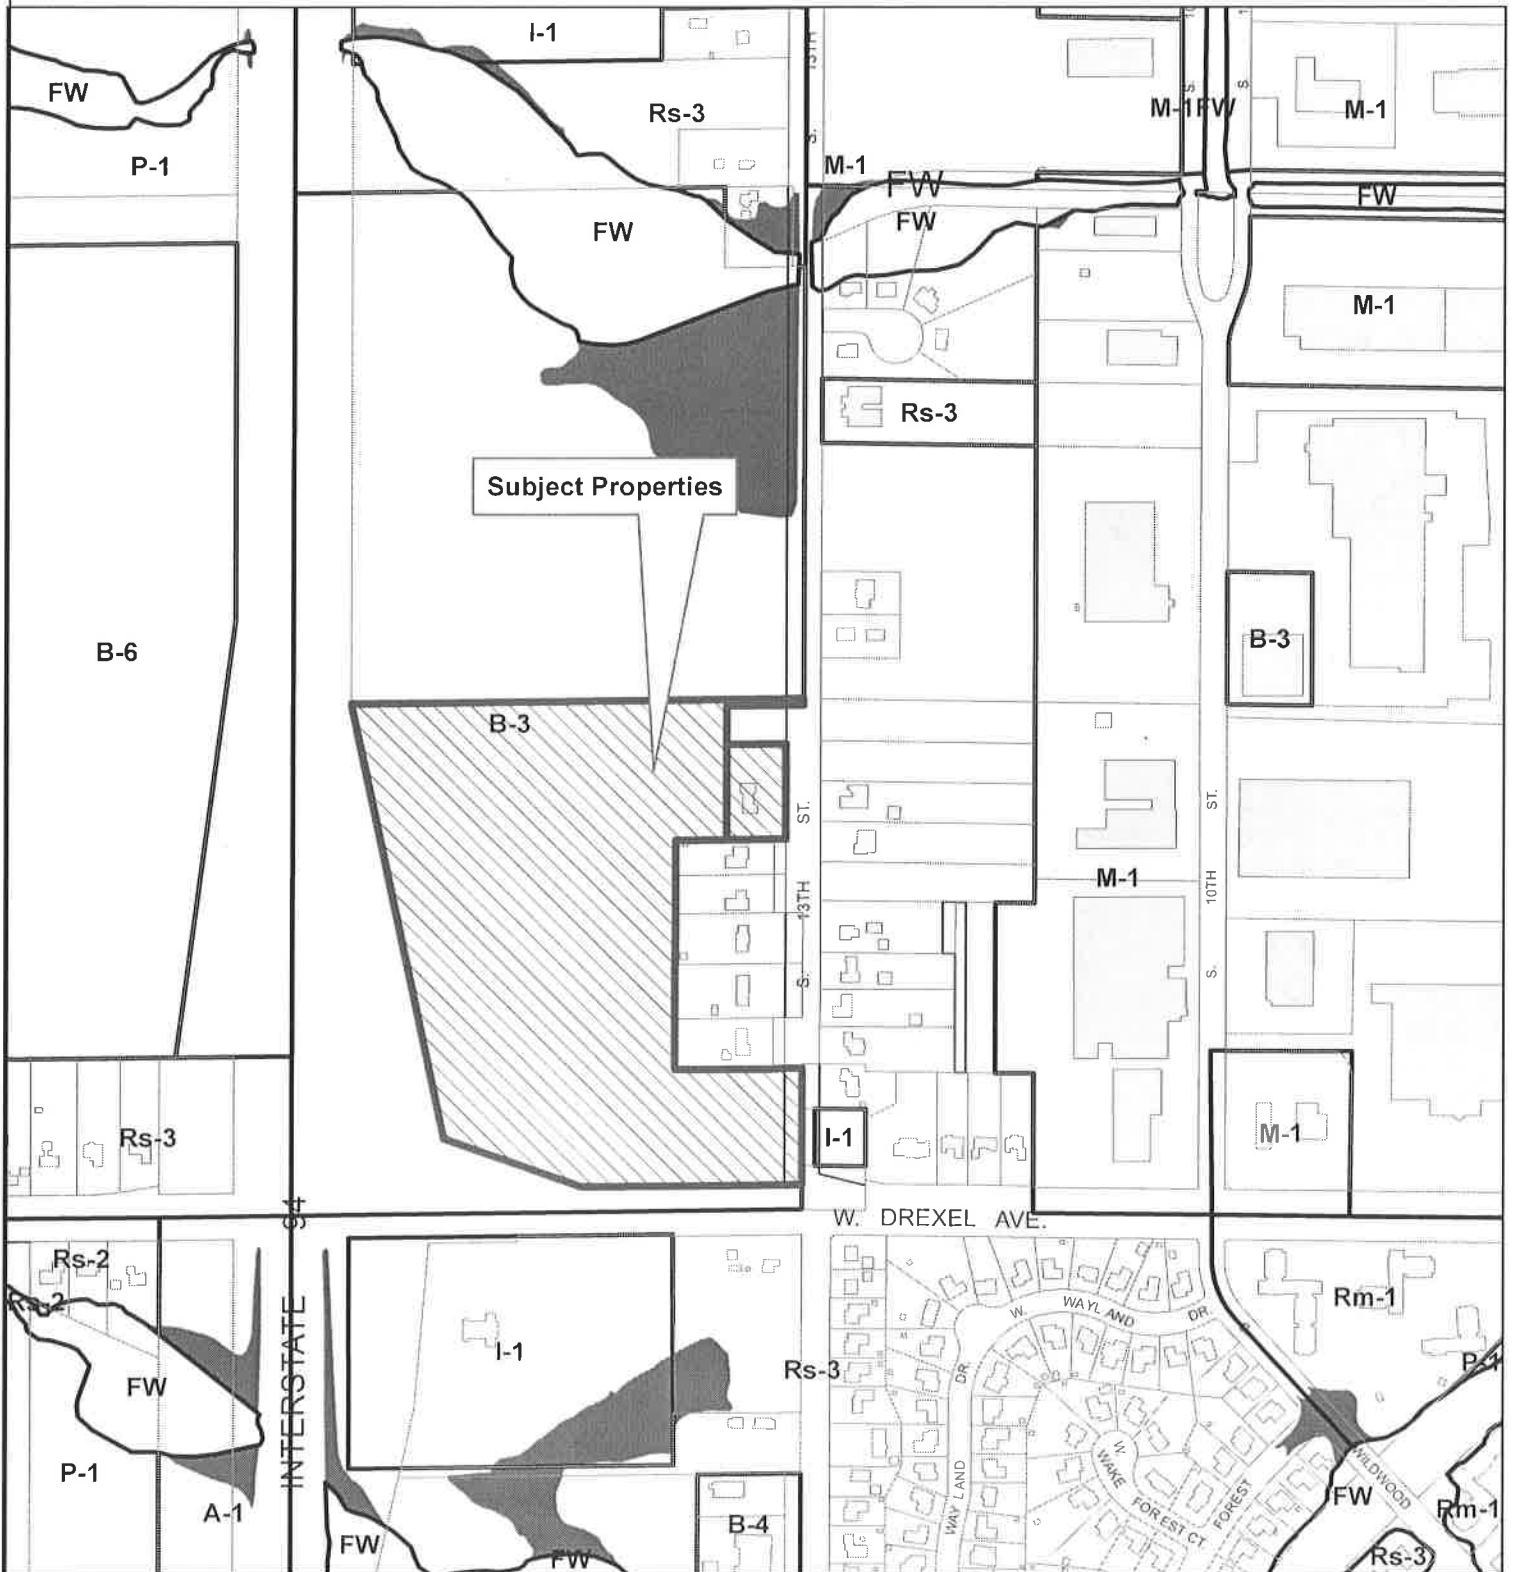 I-1
FW
Rs-3
M-1
FW
M-1
P-1
M-1
FW
FW
FW
FW
S.
13TH
S.
S.
M-1
Rs-3
Subject Properties
B-6
B-3
B-3
ST.
ST.
M-1
13TH
10TH
S.
S.
Rs-3
I-1
M-1
94
W. DREXEL AVE.
Rs-2
Rs-2
Rm-1
W. WAYLAND DR.
INTERSTATE
I-1
Rs-3
P-1
FW
DR.
WAYLAND
P-1
W.
WAKE
FOREST CT.
FOREST
WILDWOOD
FW
Rm-1
A-1
B-4
FW
FW
Rs-3